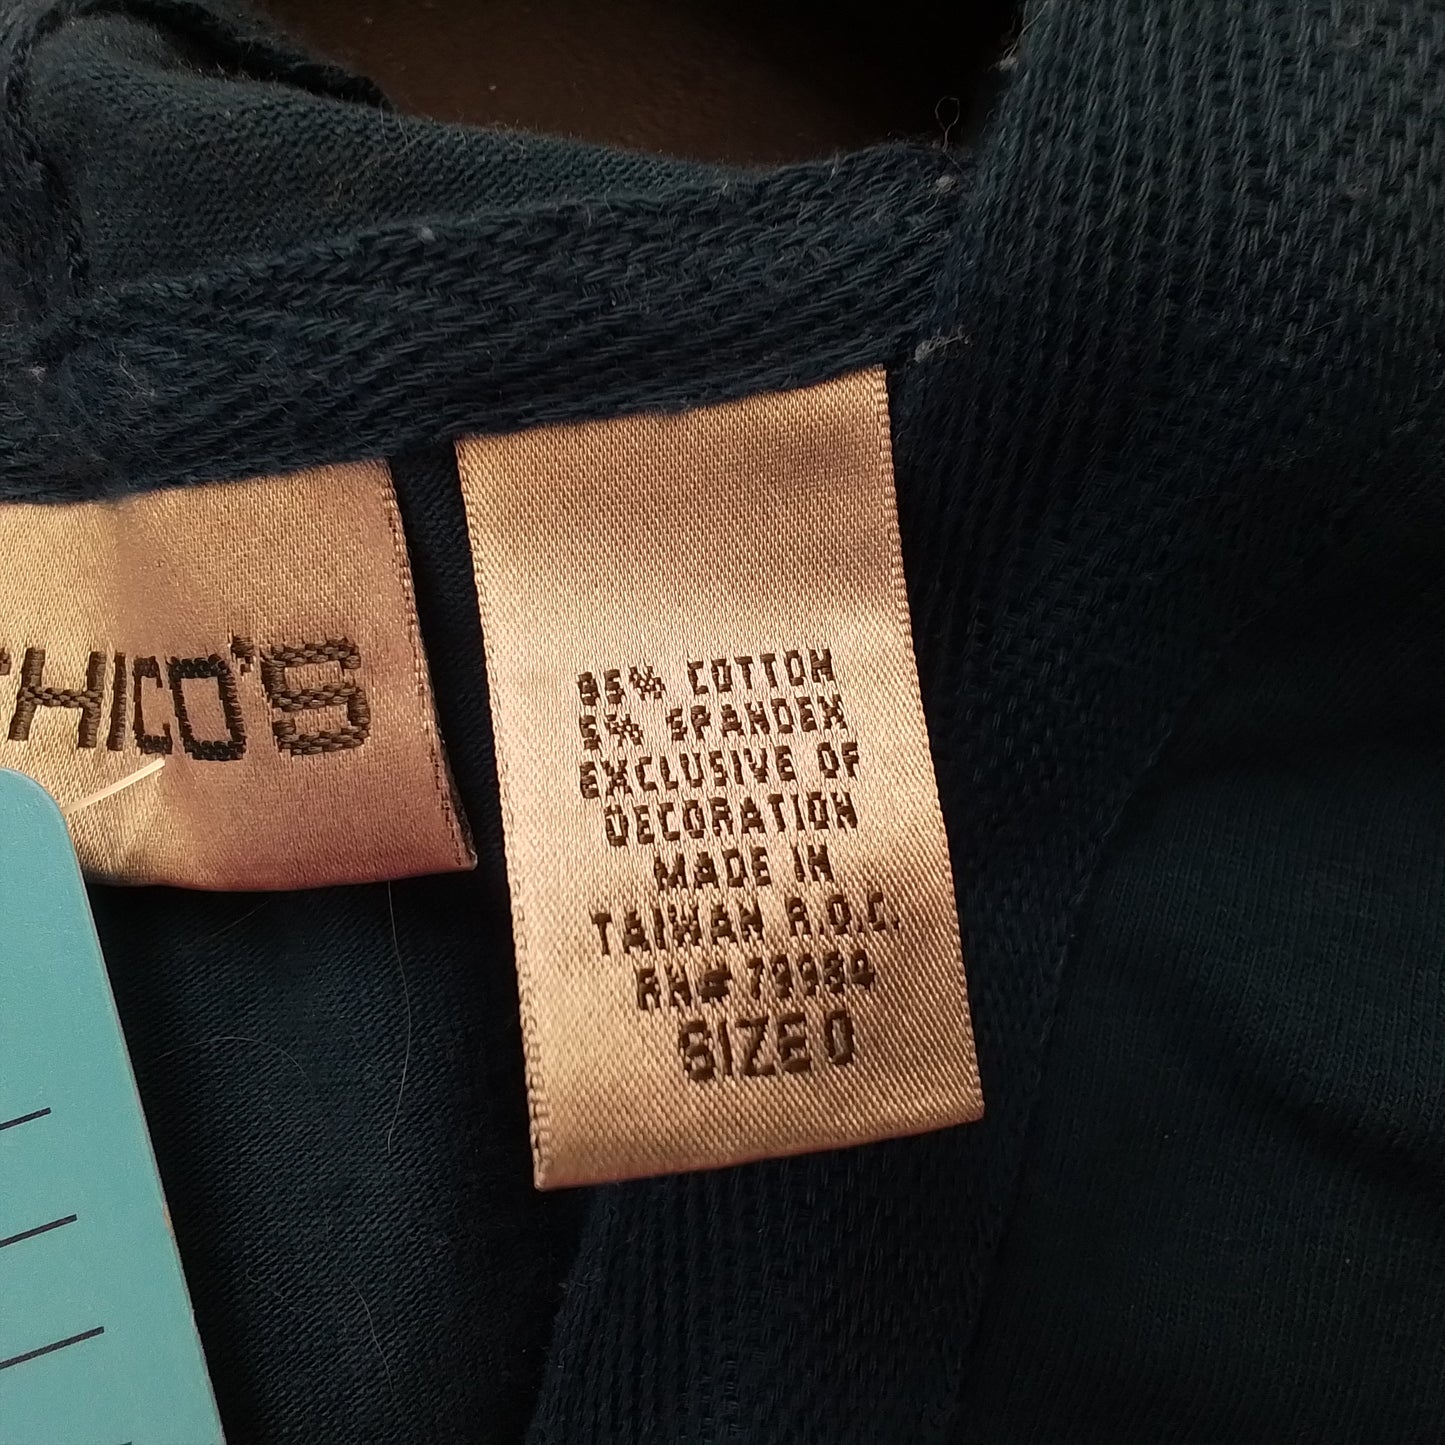 CHICO'S
95% COTTON
5% SPANDEX
EXCLUSIVE OF
DECORATION
MADE IN
TAIWAN R.O.C.
RN# 79984
SIZE 0